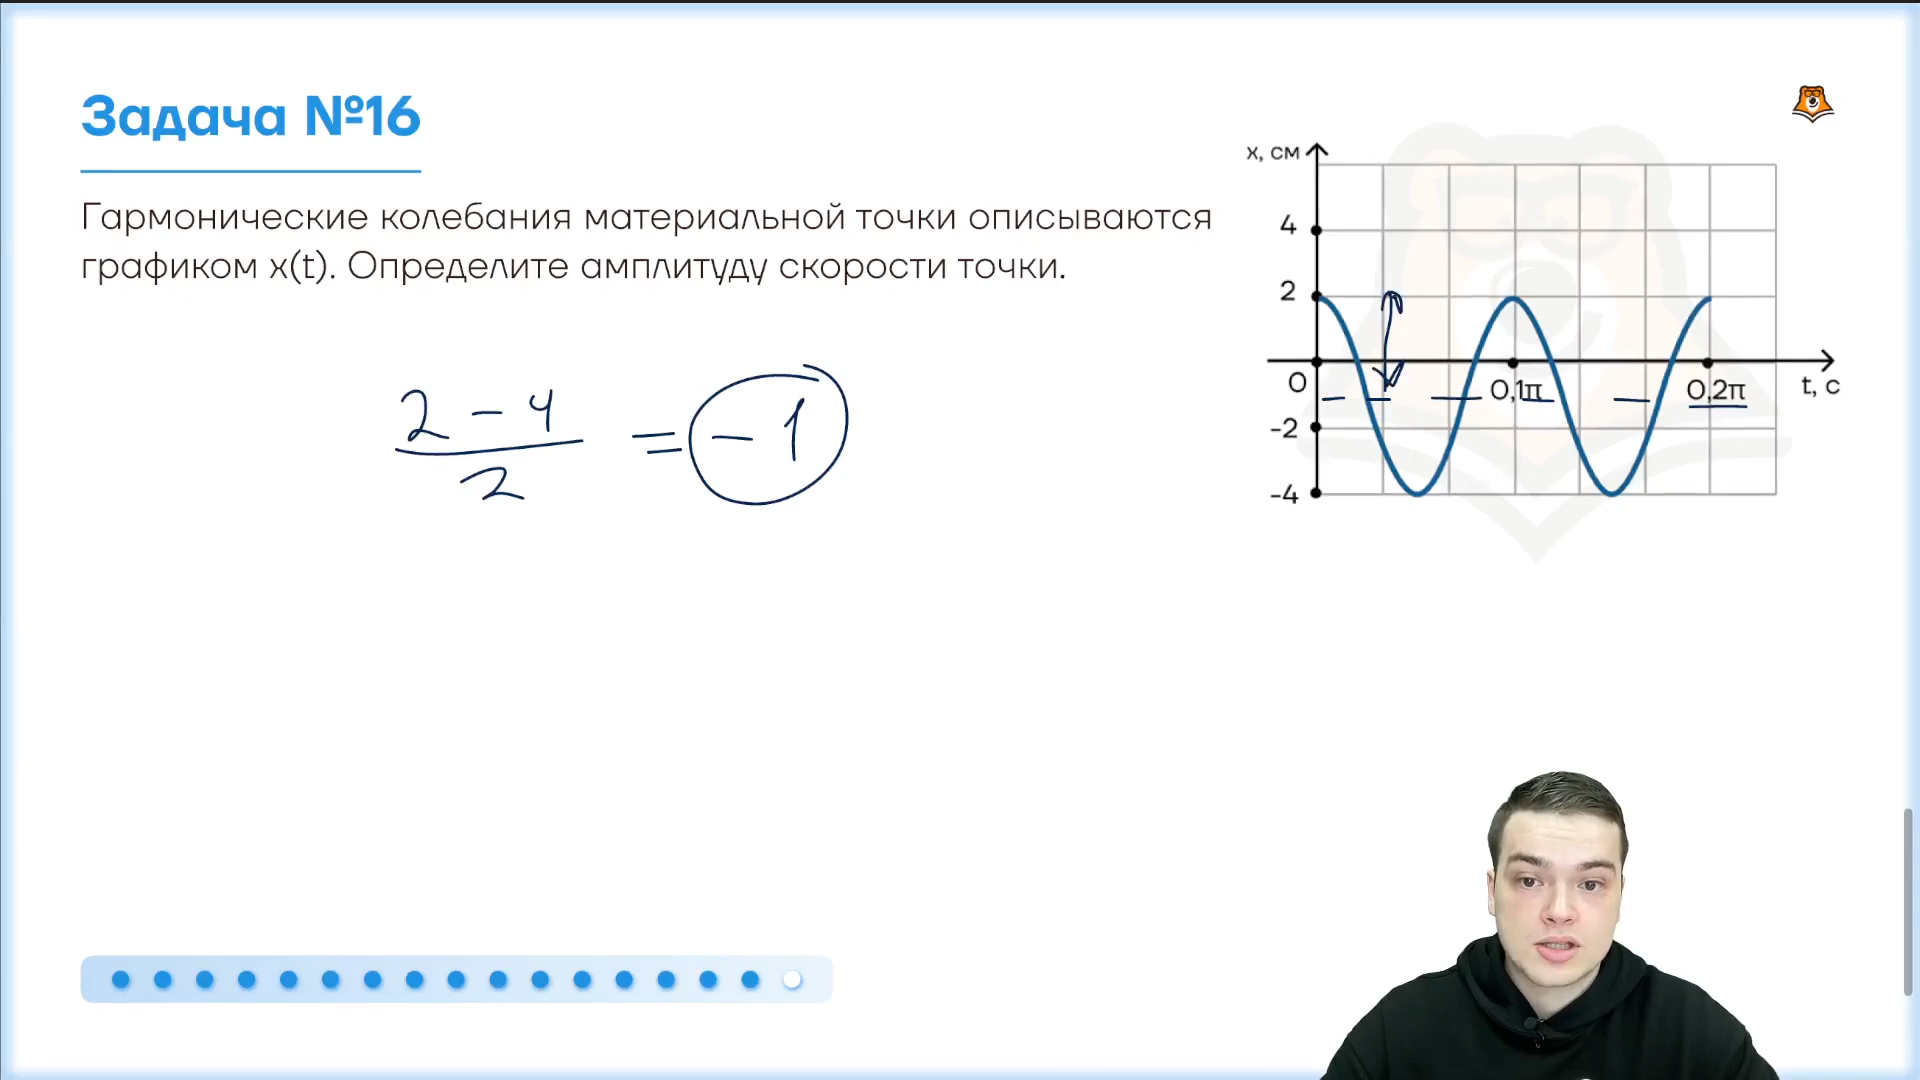 Задача №16
Гармонические колебания материальной точки описываются
графиком x(t). Определите амплитуду скорости точки.
2 - 4
2
= - 1
x, см
4
2
0
0,1π
0,2π
t, с
-2
-4